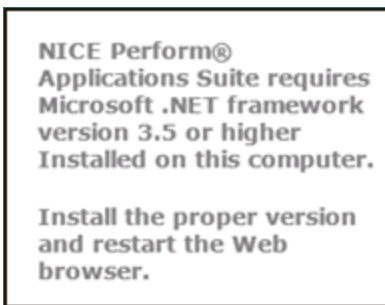 NICE Perform®
Applications Suite requires
Microsoft .NET framework
version 3.5 or higher
Installed on this computer.
Install the proper version
and restart the Web
browser.